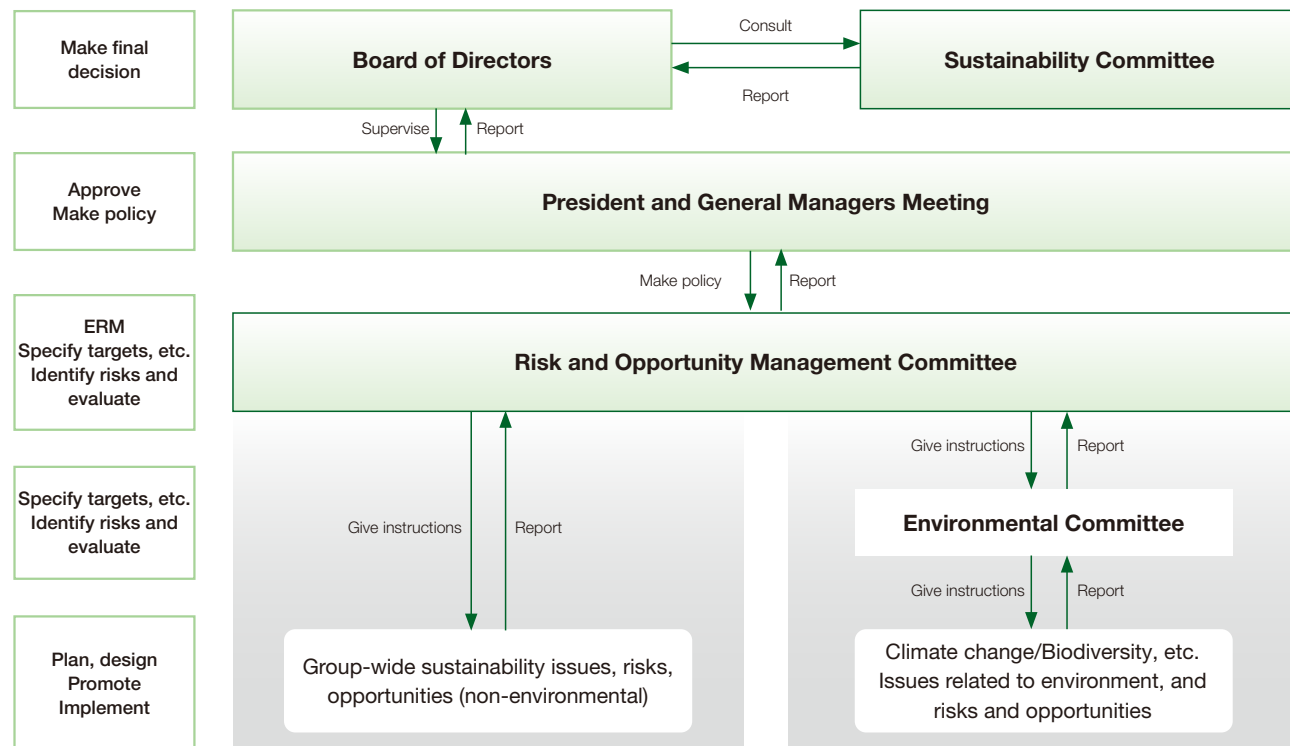 Make final
decision
Board of Directors
Consult
Report
Sustainability Committee
Supervise
Report
Approve
Make policy
President and General Managers Meeting
Make policy
Report
ERM
Specify targets, etc.
Identify risks and
evaluate
Risk and Opportunity Management Committee
Give instructions
Report
Specify targets, etc.
Identify risks and
evaluate
Give instructions
Report
Environmental Committee
Give instructions
Report
Plan, design
Promote
Implement
Group-wide sustainability issues, risks,
opportunities (non-environmental)
Climate change/Biodiversity, etc.
Issues related to environment, and
risks and opportunities